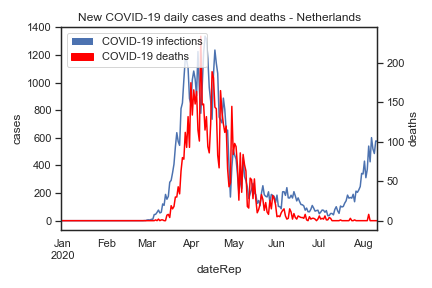 New COVID-19 daily cases and deaths - Netherlands
COVID-19 infections
COVID-19 deaths
1400
1200
1000
800
600
400
200
0
cases
200
150
100
50
0
deaths
Jan Feb Mar Apr May Jun Jul Aug
2020
dateRep